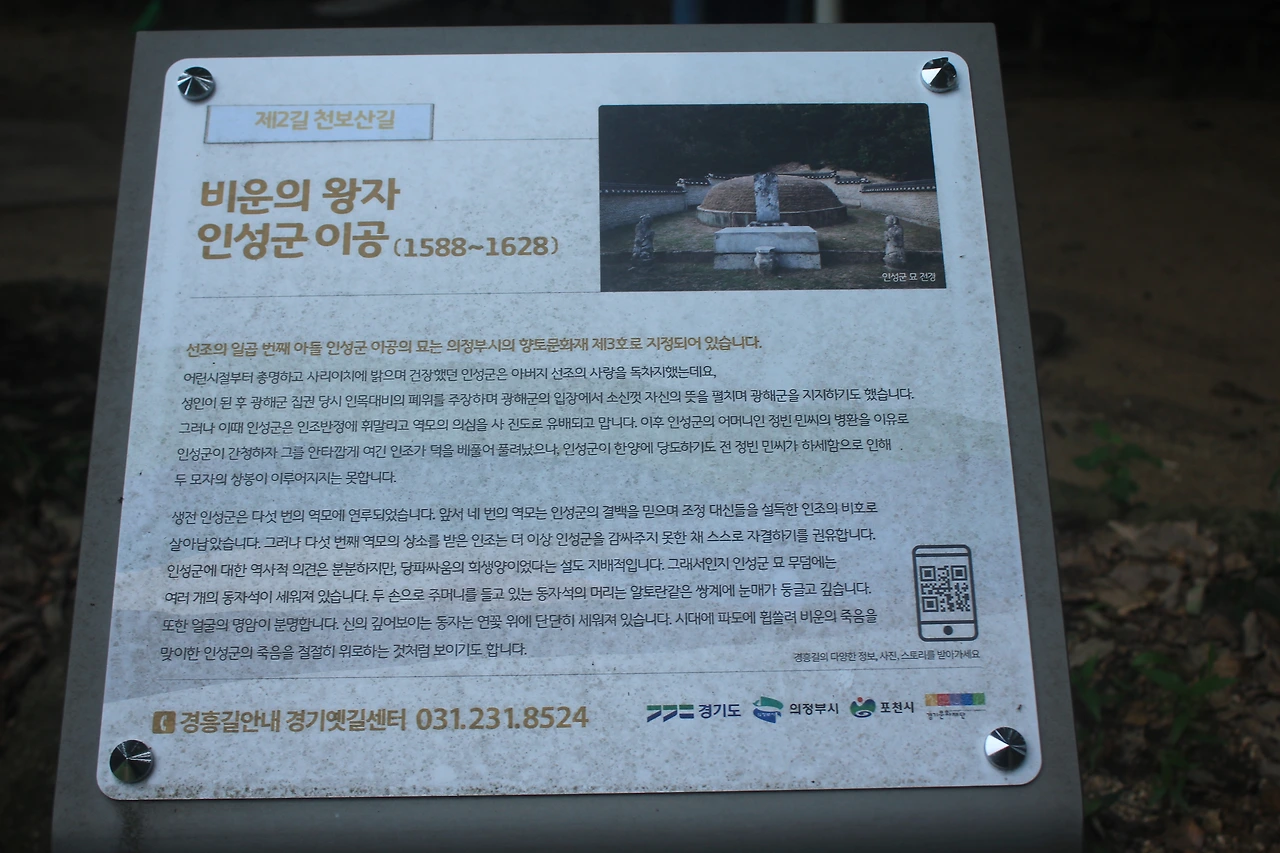 제2길 천보산길
비운의 왕자
인성군 이공 (1588~1628)
인성군 묘 전경
선조의 일곱 번째 아들 인성군 이공의 묘는 의정부시의 향토문화재 제3호로 지정되어 있습니다.
어린시절부터 총명하고 사리이치에 밝으며 건장했던 인성군은 아버지 선조의 사랑을 독차지했는데요,
성인이 된 후 광해군 집권 당시 인목대비의 폐위를 주장하며 광해군의 입장에서 소신껏 자신의 뜻을 펼치며 광해군을 지지하기도 했습니다.
그러나 이때 인성군은 인조반정에 휘말리고 역모의 의심을 사 진도로 유배되고 맙니다. 이후 인성군의 어머니인 정빈 민씨의 병환을 이유로
인성군이 간청하자 그를 안타깝게 여긴 인조가 덕을 베풀어 풀려났으나, 인성군이 한양에 당도하기도 전 정빈 민씨가 하세함으로 인해
두 모자의 상봉이 이루어지지는 못합니다.
생전 인성군은 다섯 번의 역모에 연루되었습니다. 앞서 네 번의 역모는 인성군의 결백을 믿으며 조정 대신들을 설득한 인조의 비호로
살아남았습니다. 그러나 다섯 번째 역모의 상소를 받은 인조는 더 이상 인성군을 감싸주지 못한 채 스스로 자결하기를 권유합니다.
인성군에 대한 역사적 의견은 분분하지만, 당파싸움의 희생양이었다는 설도 지배적입니다. 그래서인지 인성군 묘 무덤에는
여러 개의 동자석이 세워져 있습니다. 두 손으로 주머니를 들고 있는 동자석의 머리는 알토란같은 쌍계에 눈매가 둥글고 깊습니다.
또한 얼굴의 명암이 분명합니다. 신의 깊어보이는 동자는 연꽃 위에 단단히 세워져 있습니다. 시대에 파도에 휩쓸려 비운의 죽음을
맞이한 인성군의 죽음을 절절히 위로하는 것처럼 보이기도 합니다.
경흥길의 다양한 정보, 사진, 스토리를 받아가세요
경흥길안내 경기옛길센터 031.231.8524
경기도 의정부시 포천시 경기문화재단